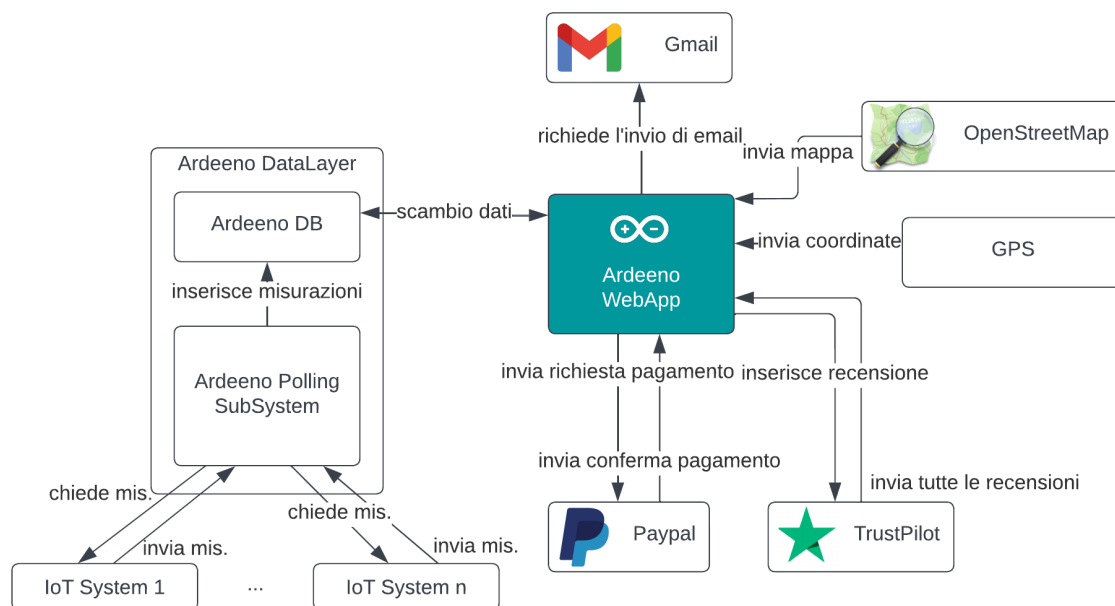 Gmail
richiede l'invio di email
OpenStreetMap
invia mappa
Ardeeno DataLayer
Ardeeno DB
scambio dati
Ardeeno
WebApp
invia coordinate
GPS
inserisce misurazioni
Ardeeno Polling
SubSystem
invia richiesta pagamento
inserisce recensione
invia conferma pagamento
invia tutte le recensioni
chiede mis.
chiede mis.
invia mis.
invia mis.
Paypal
TrustPilot
IoT System 1
...
IoT System n